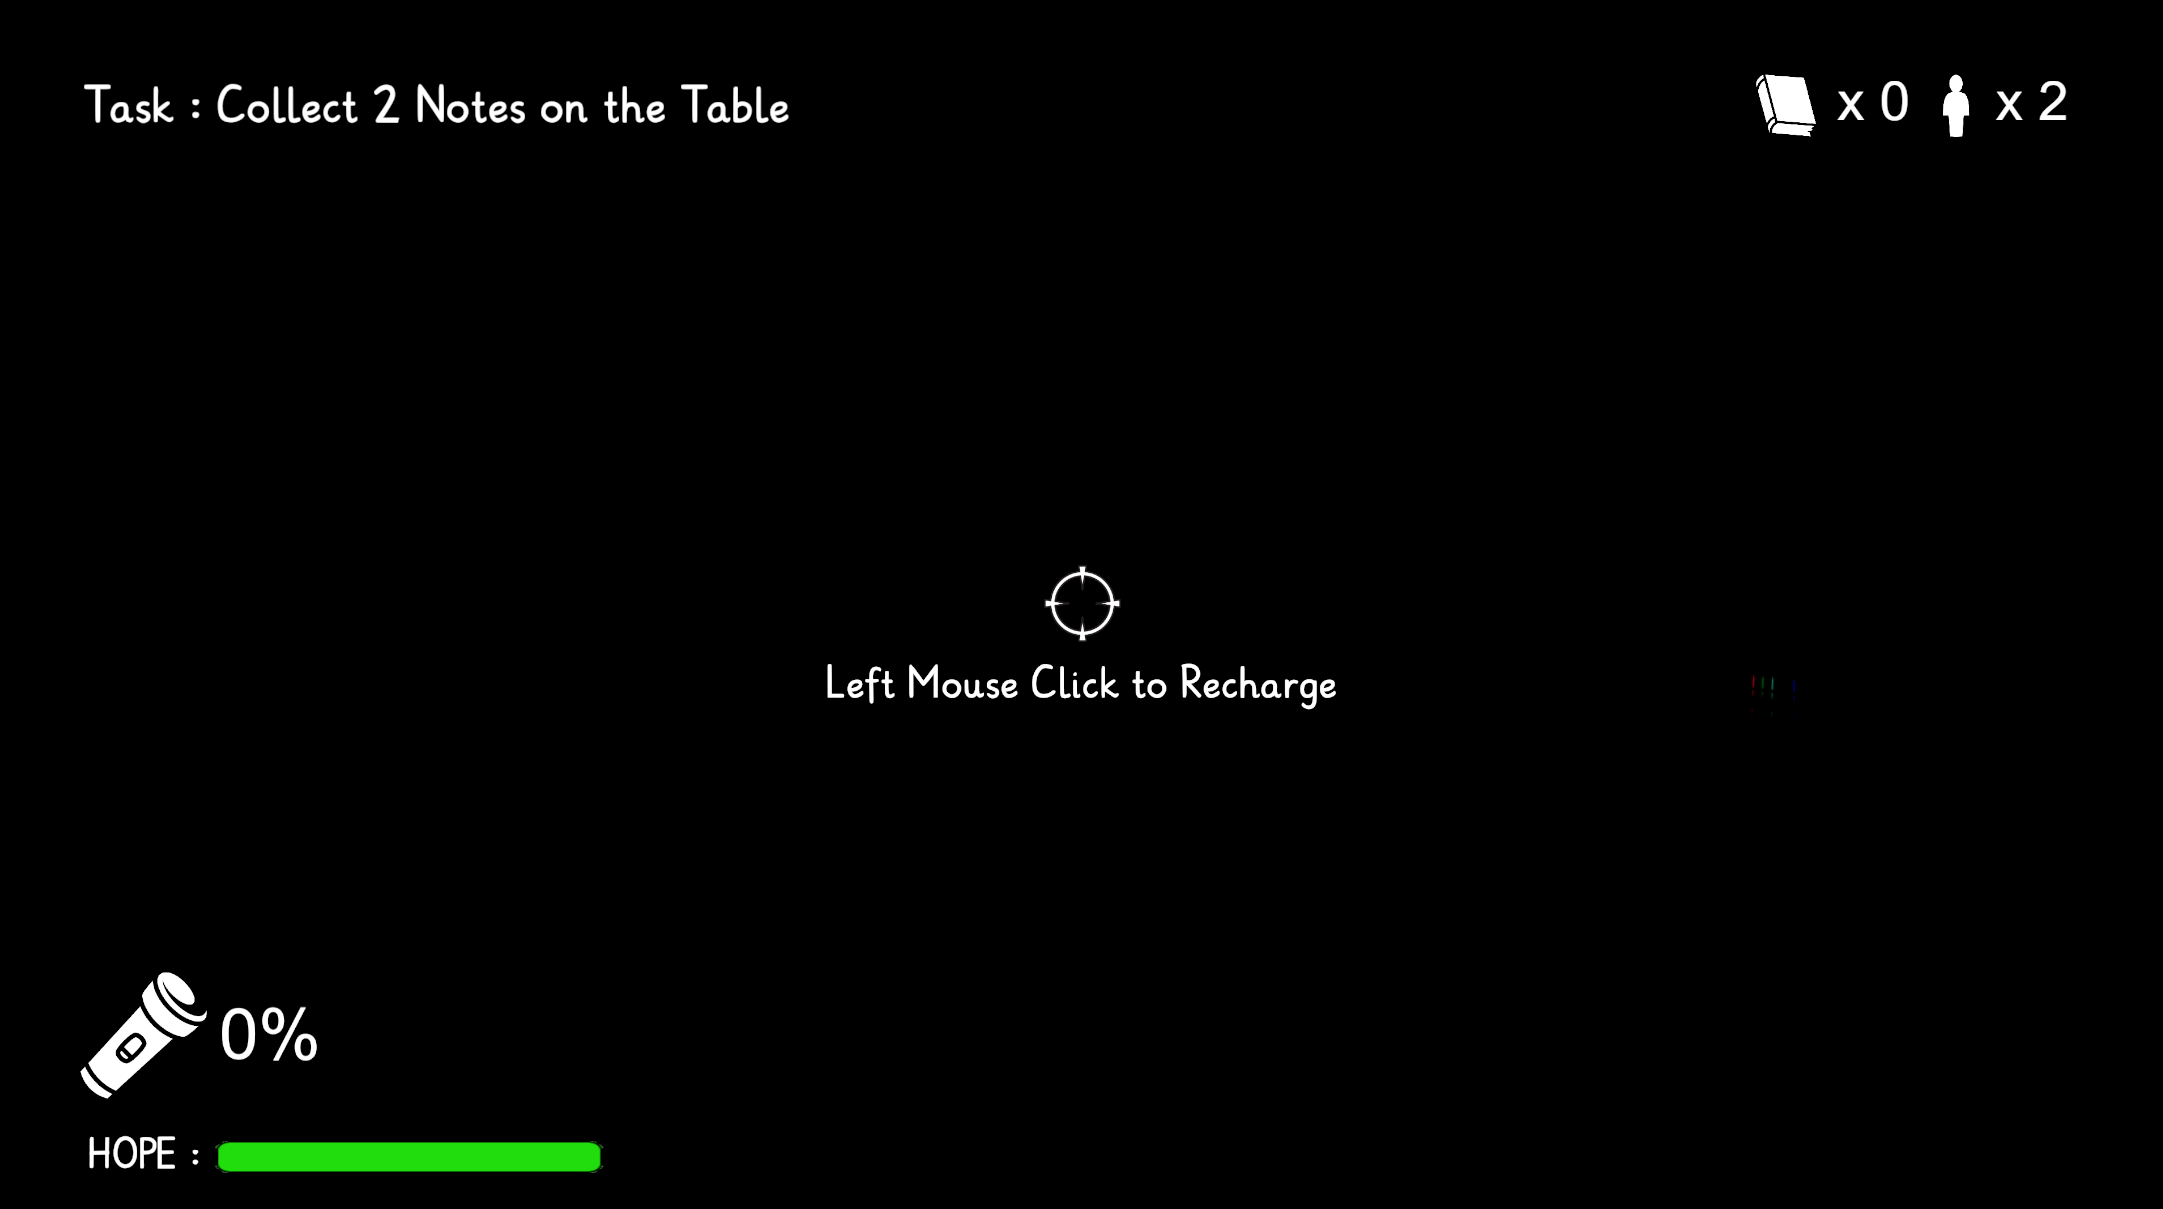 Task : Collect 2 Notes on the Table
x 0 x 2
Left Mouse Click to Recharge
0%
HOPE :